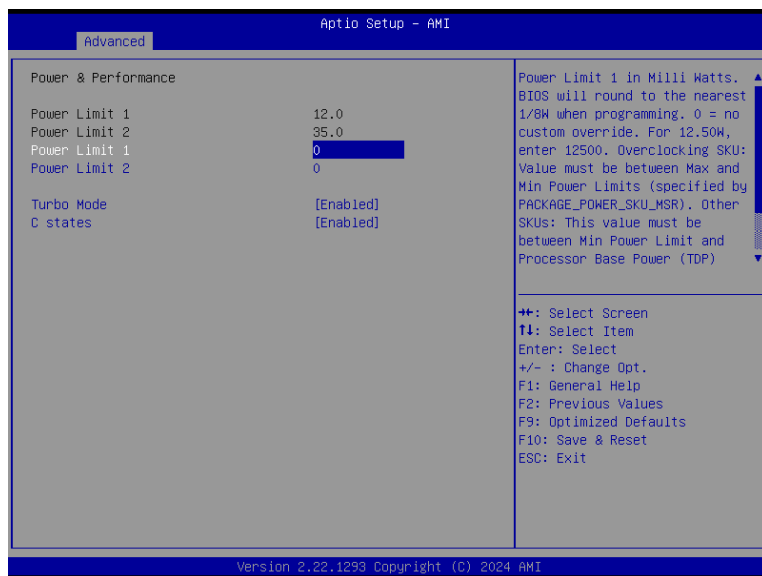 Aptio Setup - AMI
Advanced
Power & Performance
Power Limit 1 12.0
Power Limit 2 35.0
Power Limit 1 0
Power Limit 2 0
Turbo Mode [Enabled]
C states [Enabled]
Power Limit 1 in Milli Watts.
BIOS will round to the nearest
1/8W when programming. 0 = no
custom override. For 12.50W,
enter 12500. Overclocking SKU:
Value must be between Max and
Min Power Limits (specified by
PACKAGE_POWER_SKU_MSR). Other
SKUs: This value must be
between Min Power Limit and
Processor Base Power (TDP)
→←: Select Screen
↑↓: Select Item
Enter: Select
+/- : Change Opt.
F1: General Help
F2: Previous Values
F9: Optimized Defaults
F10: Save & Reset
ESC: Exit
Version 2.22.1293 Copyright (C) 2024 AMI